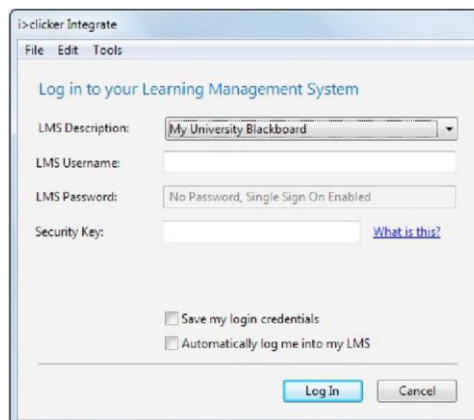 i>clicker Integrate
File Edit Tools
Log in to your Learning Management System
LMS Description: My University Blackboard
LMS Username:
LMS Password: No Password, Single Sign On Enabled
Security Key: What is this?
Save my login credentials
Automatically log me into my LMS
Log In Cancel